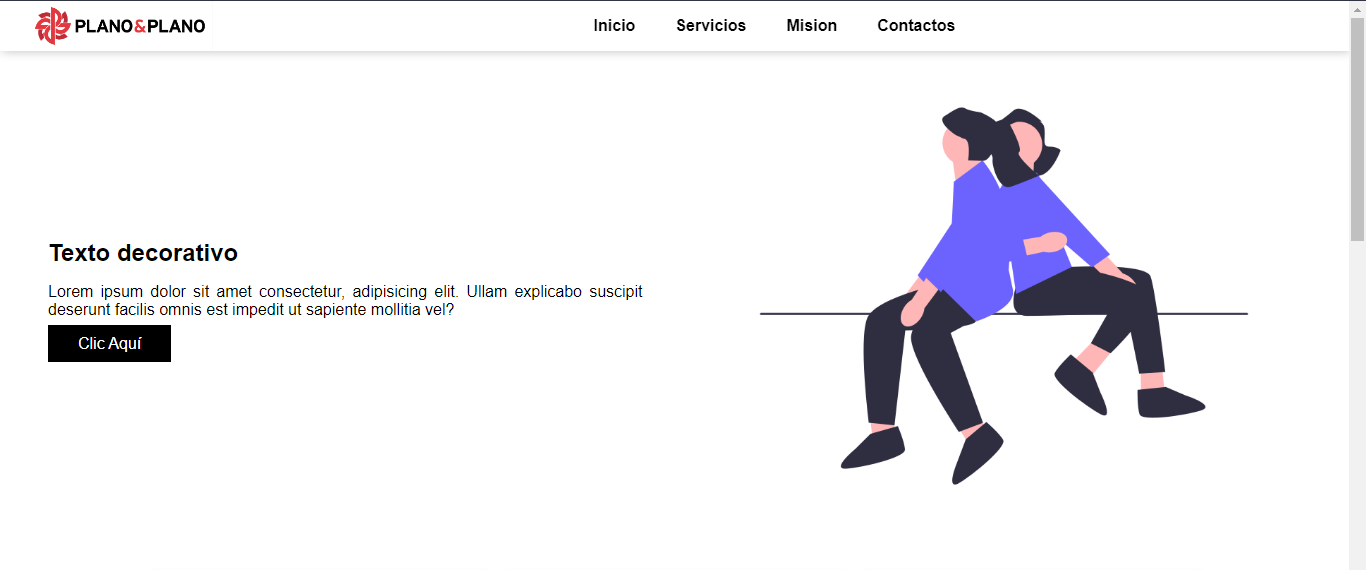 PLANO&PLANO
Inicio Servicios Mision Contactos
Texto decorativo
Lorem ipsum dolor sit amet consectetur, adipisicing elit. Ullam explicabo suscipit
deserunt facilis omnis est impedit ut sapiente mollitia vel?
Clic Aquí